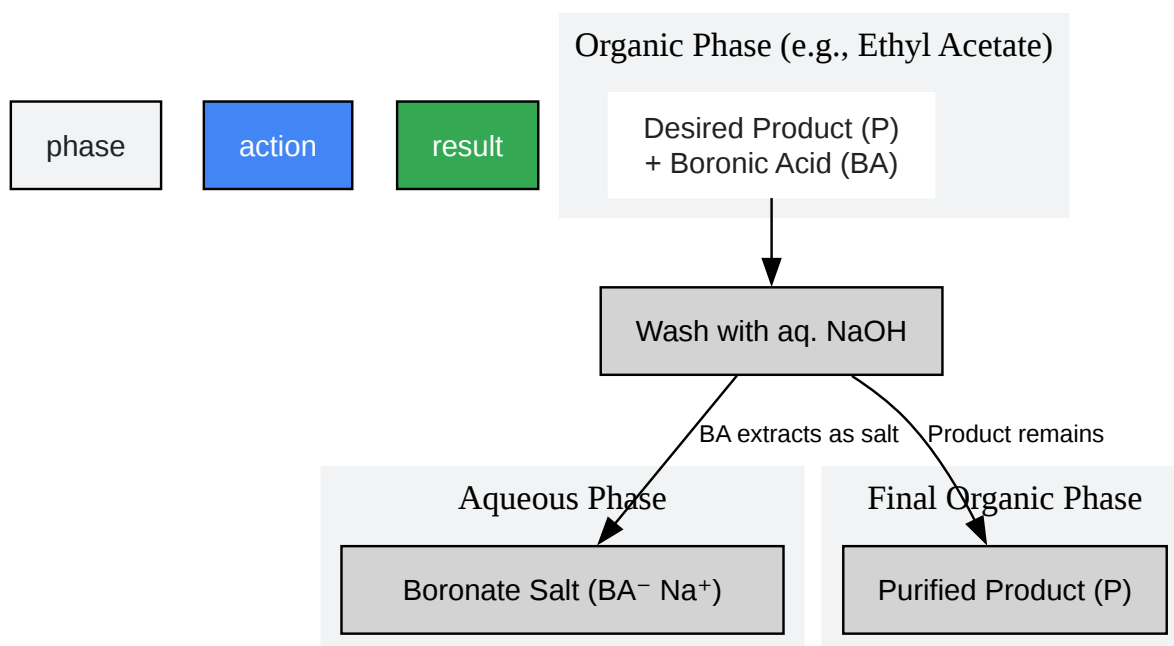 Organic Phase (e.g., Ethyl Acetate)
phase
action
result
Desired Product (P)
+ Boronic Acid (BA)
Wash with aq. NaOH
BA extracts as salt
Product remains
Aqueous Phase
Final Organic Phase
Boronate Salt (BA⁻ Na⁺)
Purified Product (P)